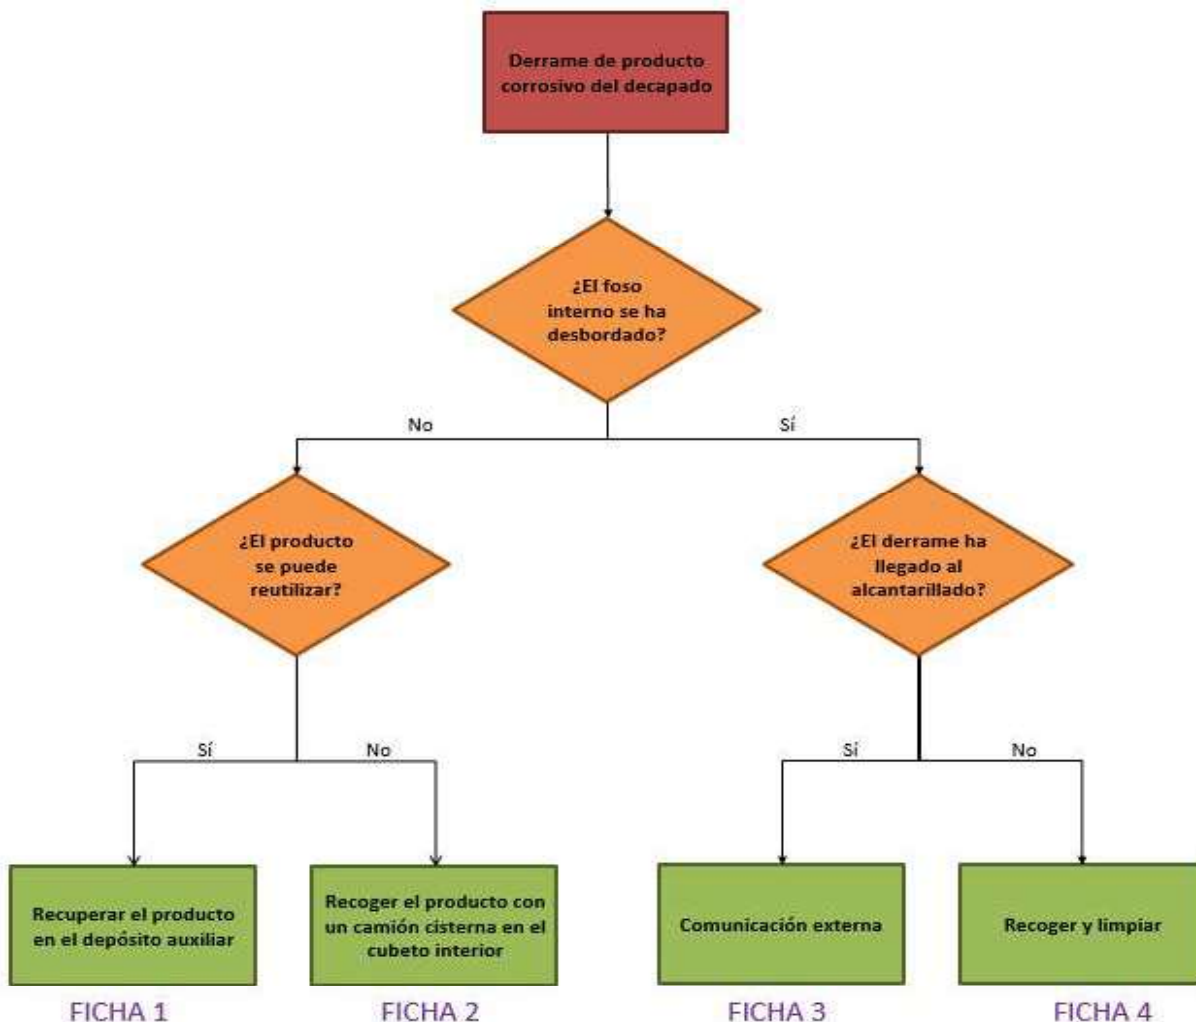 Derrame de producto
corrosivo del decapado
¿El foso
interno se ha
desbordado?
No
Sí
¿El producto
se puede
reutilizar?
¿El derrame ha
llegado al
alcantarillado?
Sí
No
Sí
No
Recuperar el producto
en el depósito auxiliar
Recoger el producto con
un camión cisterna en el
cubeto interior
Comunicación externa
Recoger y limpiar
FICHA 1
FICHA 2
FICHA 3
FICHA 4